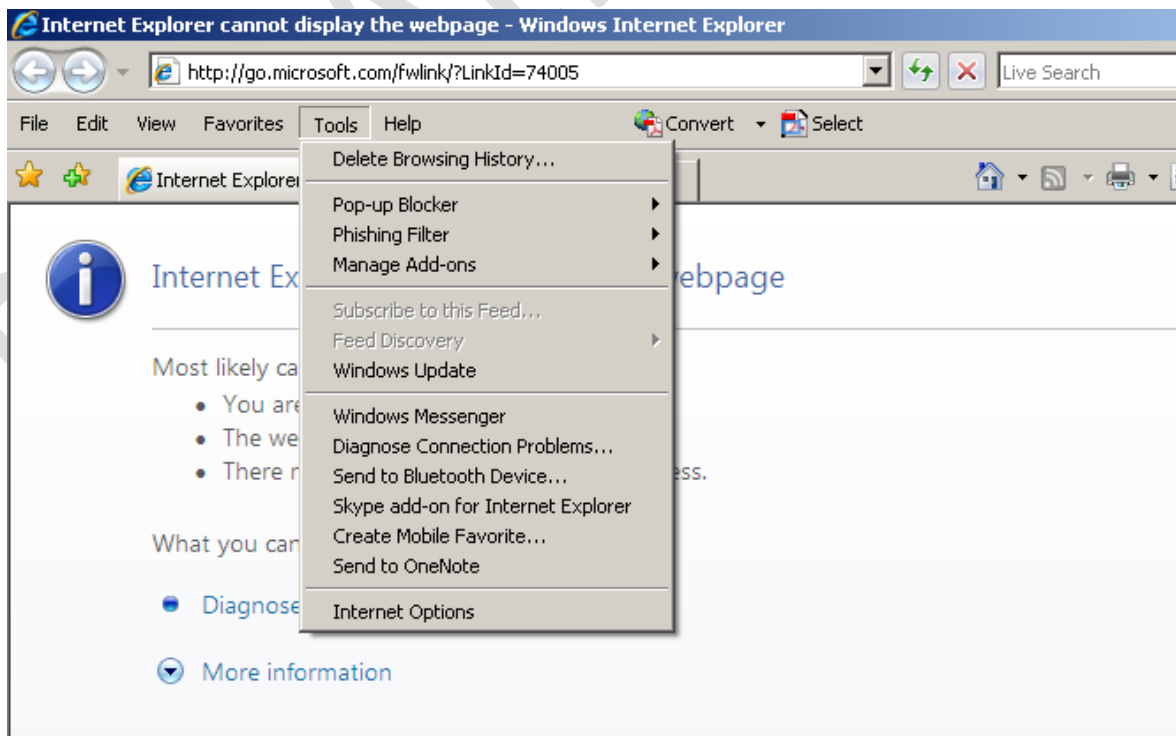 Internet Explorer cannot display the webpage - Windows Internet Explorer
http://go.microsoft.com/fwlink/?LinkId=74005
Live Search
File Edit View Favorites Tools Help Convert Select
Internet Explorer
Delete Browsing History...
Pop-up Blocker
Phishing Filter
Manage Add-ons
Subscribe to this Feed...
Feed Discovery
Windows Update
Windows Messenger
Diagnose Connection Problems...
Send to Bluetooth Device...
Skype add-on for Internet Explorer
Create Mobile Favorite...
Send to OneNote
Internet Options
Internet Ex ebpage
Most likely ca
You are
The we
There r ess.
What you can
Diagnose
More information